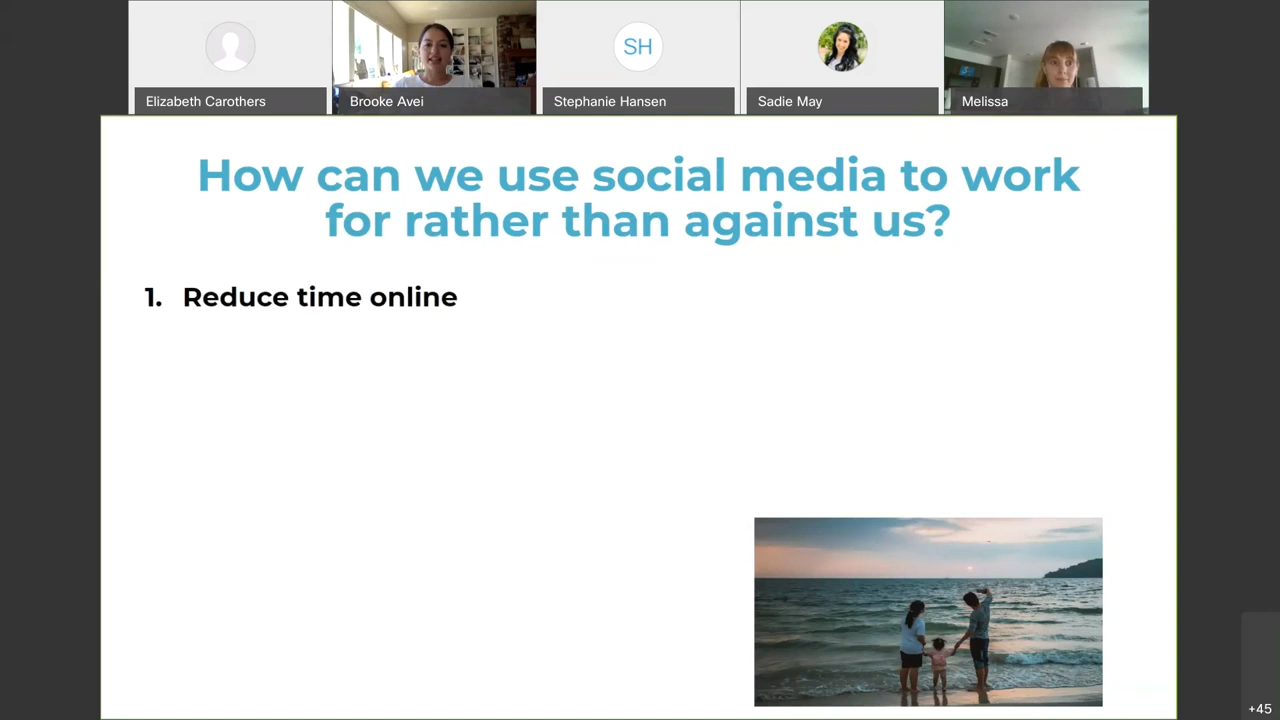 SH
Elizabeth Carothers
Brooke Avei
Stephanie Hansen
Sadie May
Melissa
How can we use social media to work
for rather than against us?
1. Reduce time online
+45